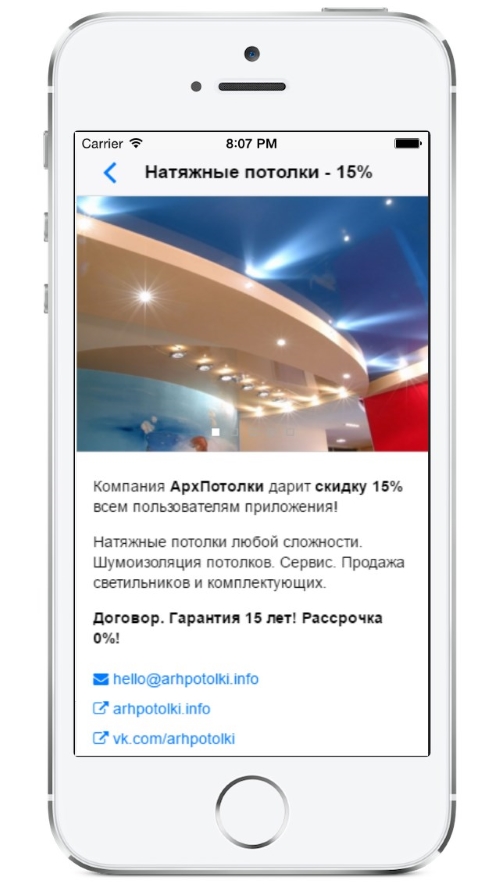 Carrier 8:07 PM
Натяжные потолки - 15%
Компания АрхПотолки дарит скидку 15%
всем пользователям приложения!
Натяжные потолки любой сложности.
Шумоизоляция потолков. Сервис. Продажа
светильников и комплектующих.
Договор. Гарантия 15 лет! Рассрочка
0%!
hello@arhpotolki.info
arhpotolki.info
vk.com/arhpotolki